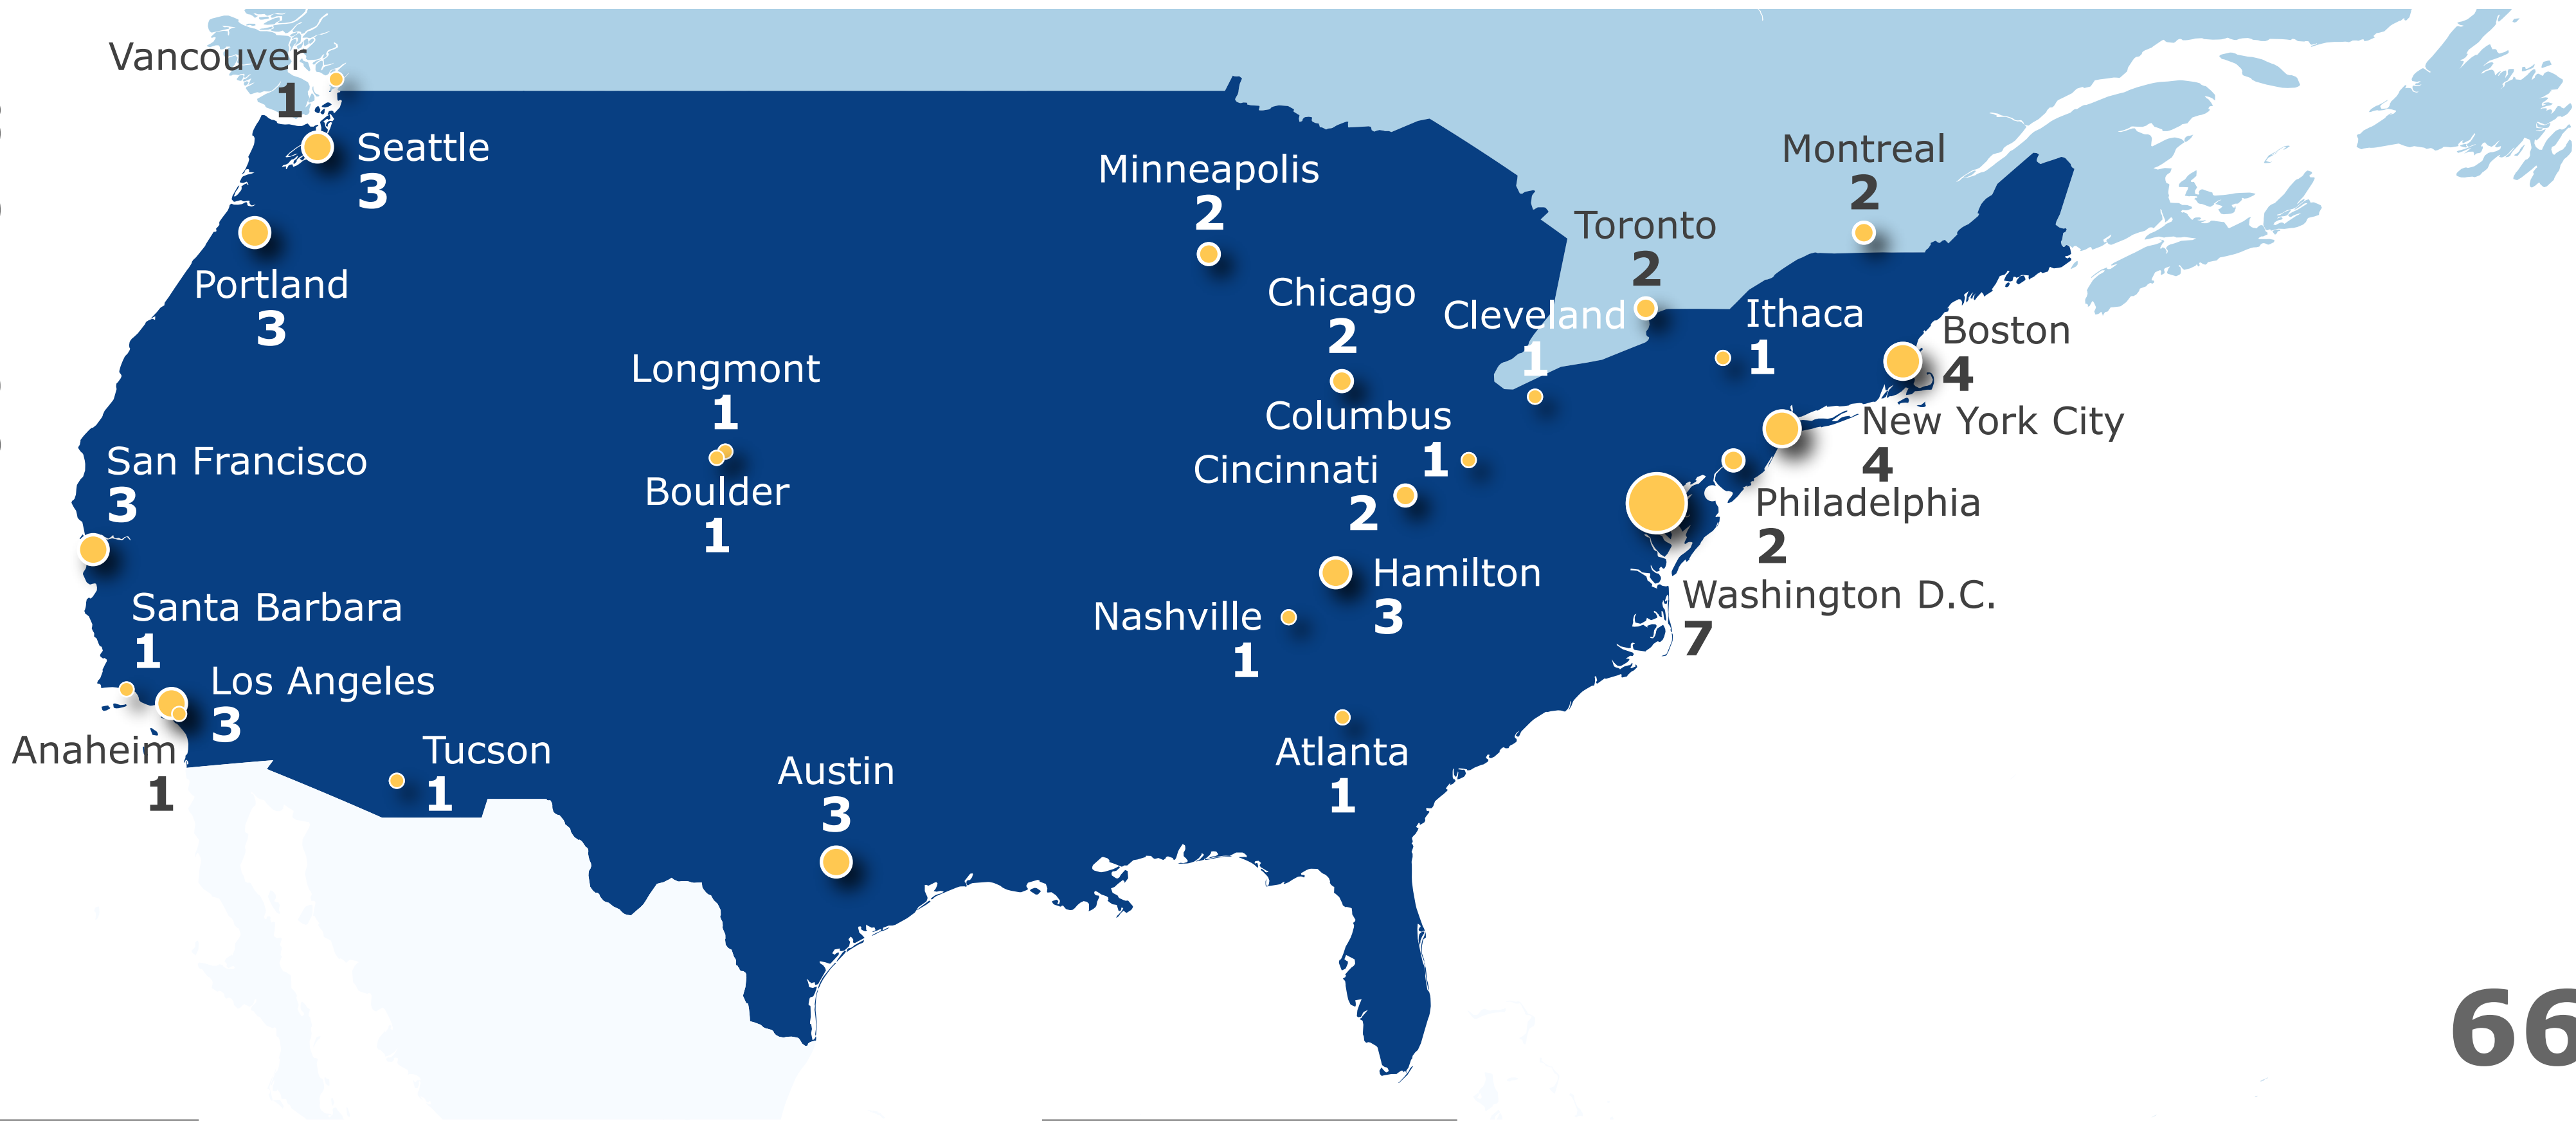 Vancouver
1
Seattle
3
Portland
3
Minneapolis
2
Montreal
2
Toronto
2
Chicago
2
Cleveland
1
Ithaca
1
Boston
4
Longmont
1
Boulder
1
Columbus
1
Cincinnati
2
New York City
4
Philadelphia
2
San Francisco
3
Hamilton
3
Nashville
1
Washington D.C.
7
Santa Barbara
1
Los Angeles
3
Anaheim
1
Tucson
1
Austin
3
Atlanta
1
66